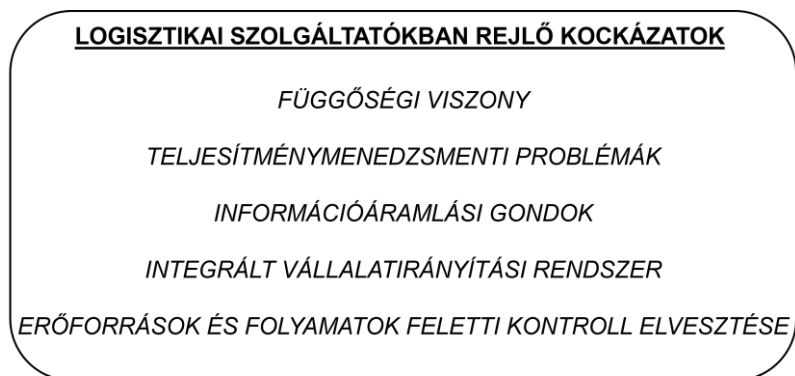 LOGISZTIKAI SZOLGÁLTATÓKBAN REJLŐ KOCKÁZATOK
FÜGGŐSÉGI VISZONY
TELJESÍTMÉNYMENEDZSMENTI PROBLÉMÁK
INFORMÁCIÓÁRAMLÁSI GONDOK
INTEGRÁLT VÁLLALATIRÁNYÍTÁSI RENDSZER
ERŐFORRÁSOK ÉS FOLYAMATOK FELETTI KONTROLL ELVESZTÉSE